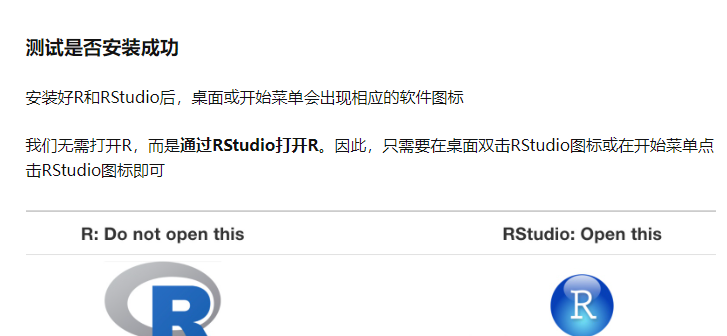 测试是否安装成功
安装好R和RStudio后，桌面或开始菜单会出现相应的软件图标
我们无需打开R，而是通过RStudio打开R。因此，只需要在桌面双击RStudio图标或在开始菜单点
击RStudio图标即可
R: Do not open this RStudio: Open this
R R